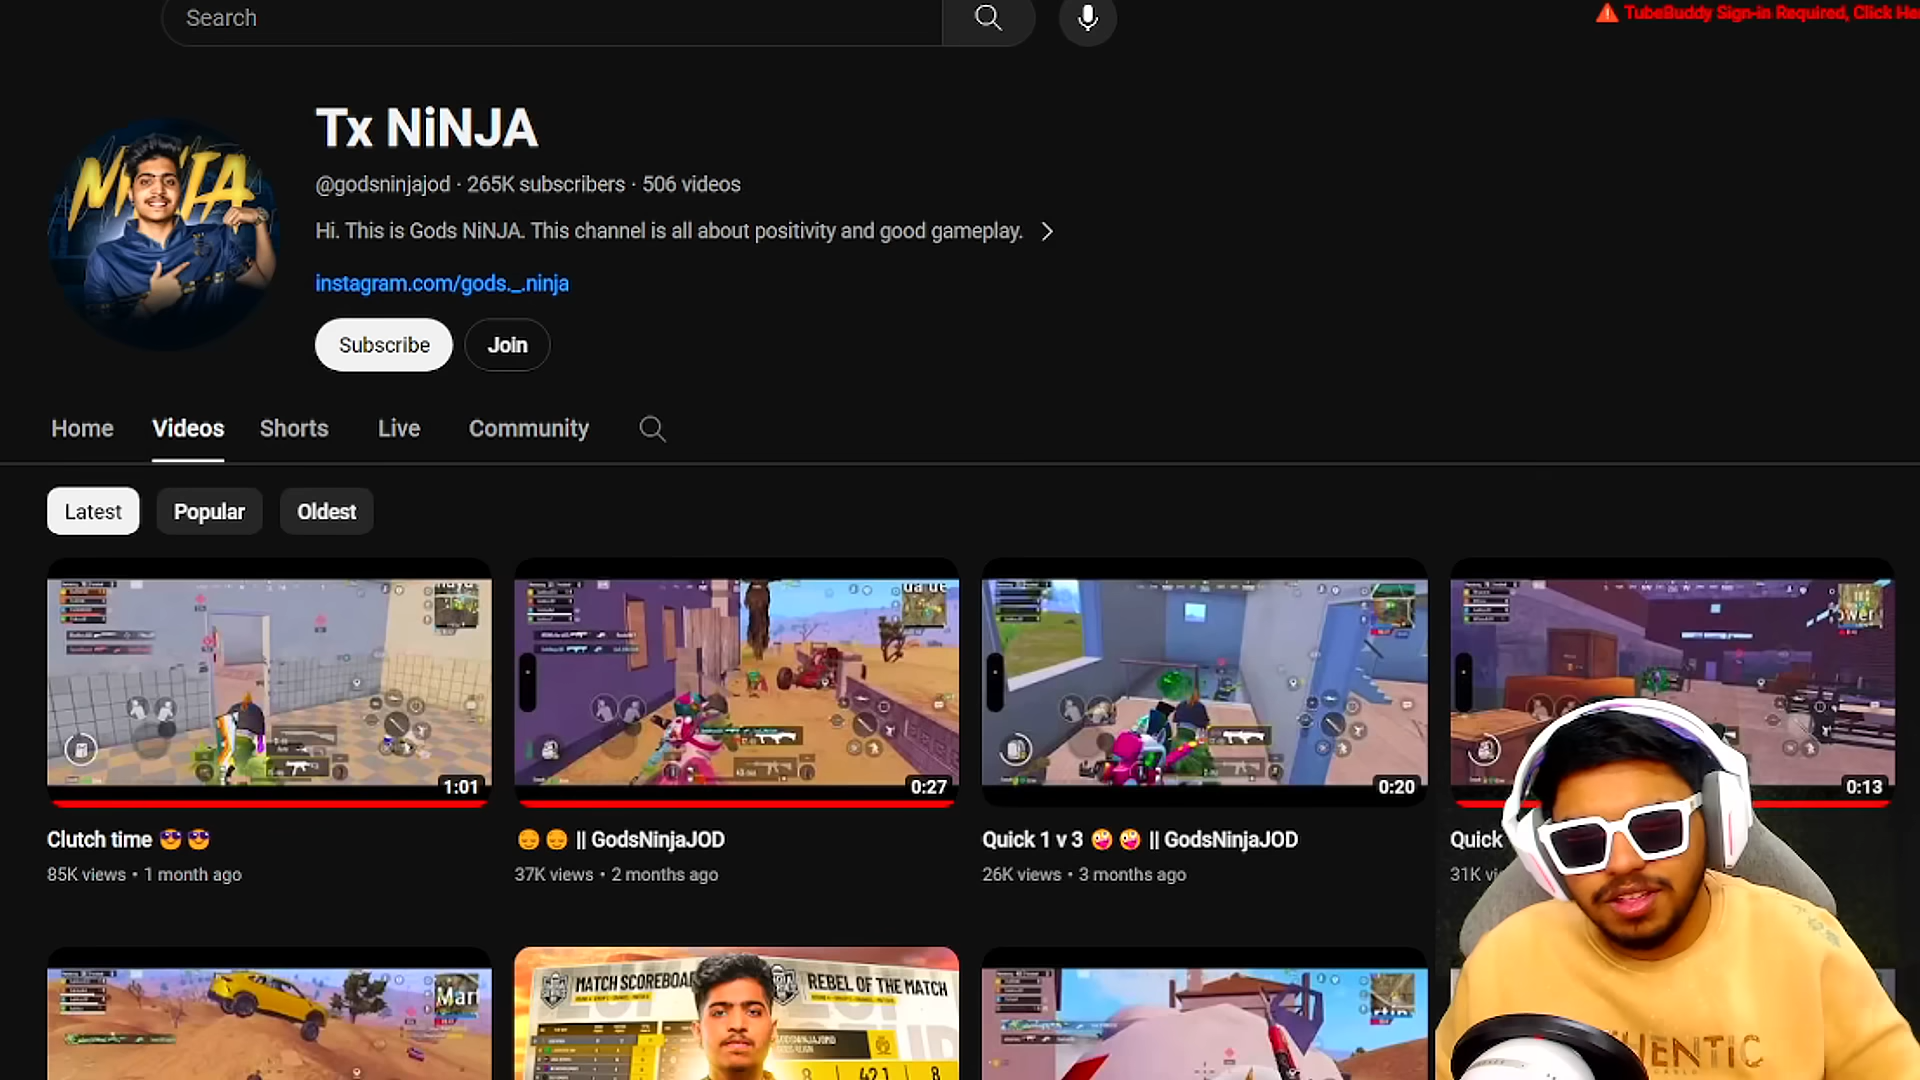 Search
TubeBuddy Sign-in Required, Click He
Tx NiNJA
@godsninjajod · 265K subscribers · 506 videos
Hi. This is Gods NiNJA. This channel is all about positivity and good gameplay.
instagram.com/gods._.ninja
Subscribe
Join
Home
Videos
Shorts
Live
Community
Latest
Popular
Oldest
1:01
0:27
0:20
0:13
Clutch time
|| GodsNinjaJOD
Quick 1 v 3 || GodsNinjaJOD
Quick
85K views • 1 month ago
37K views • 2 months ago
26K views • 3 months ago
31K vi
MATCH SCOREBOA
REBEL OF THE MATCH
Mari
HENTIC